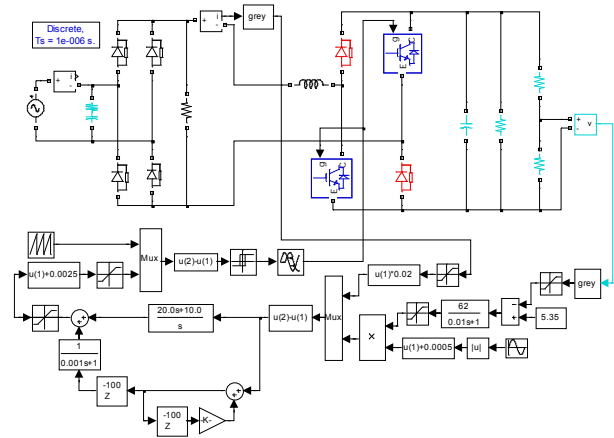 Discrete,
Ts = 1e-006 s.
+
i
-
+
i
-
grey
g
C
E
g
C
E
+
-
v
Mux
u(2)-u(1)
u(1)+0.0025
u(1)*0.02
grey
20.0s+10.0
s
u(2)-u(1)
Mux
×
62
0.01s+1
-
+
5.35
u(1)+0.0005
|u|
1
0.001s+1
+
+
-100
Z
-100
Z
-K-
+
+